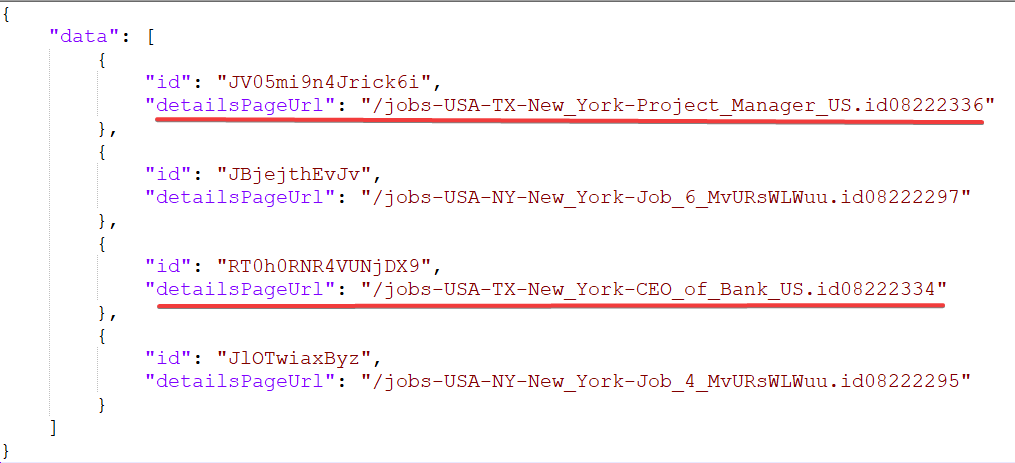 {
"data": [
{
"id": "JV05mi9n4Jrick6i",
"detailsPageUrl": "/jobs-USA-TX-New_York-Project_Manager_US.id08222336"
},
{
"id": "JBjejthEvJv",
"detailsPageUrl": "/jobs-USA-NY-New_York-Job_6_MvURsWLWuu.id08222297"
},
{
"id": "RT0h0RNR4VUNjDX9",
"detailsPageUrl": "/jobs-USA-TX-New_York-CEO_of_Bank_US.id08222334"
},
{
"id": "JlOTwiaxByz",
"detailsPageUrl": "/jobs-USA-NY-New_York-Job_4_MvURsWLWuu.id08222295"
}
]
}